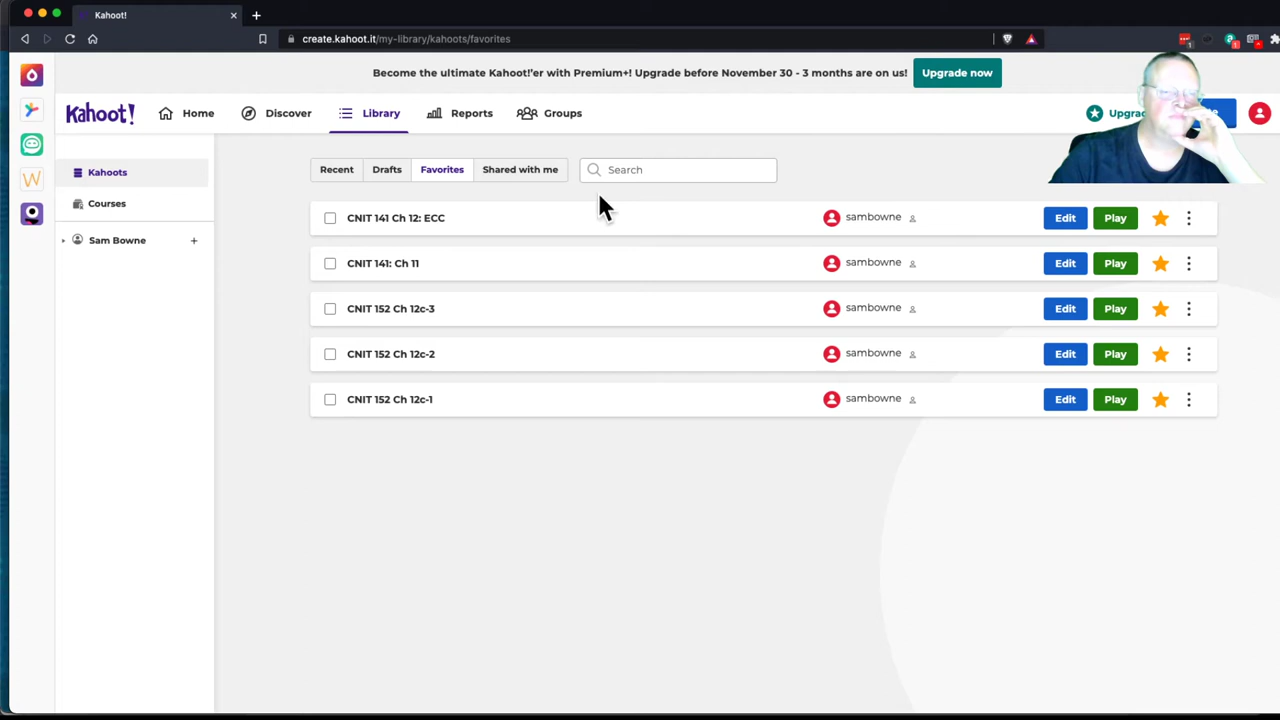 Kahoot!
create.kahoot.it/my-library/kahoots/favorites
Become the ultimate Kahoot!'er with Premium+! Upgrade before November 30 - 3 months are on us!
Upgrade now
Kahoot!
Home
Discover
Library
Reports
Groups
Kahoots
Courses
Sam Bowne
Recent
Drafts
Favorites
Shared with me
Search
CNIT 141 Ch 12: ECC
sambowne
Edit
Play
CNIT 141: Ch 11
sambowne
Edit
Play
CNIT 152 Ch 12c-3
sambowne
Edit
Play
CNIT 152 Ch 12c-2
sambowne
Edit
Play
CNIT 152 Ch 12c-1
sambowne
Edit
Play